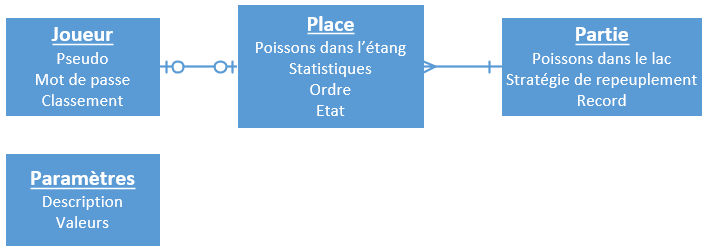 Joueur
Pseudo
Mot de passe
Classement
Place
Poissons dans l’étang
Statistiques
Ordre
Etat
Partie
Poissons dans le lac
Stratégie de repeuplement
Record
Paramètres
Description
Valeurs